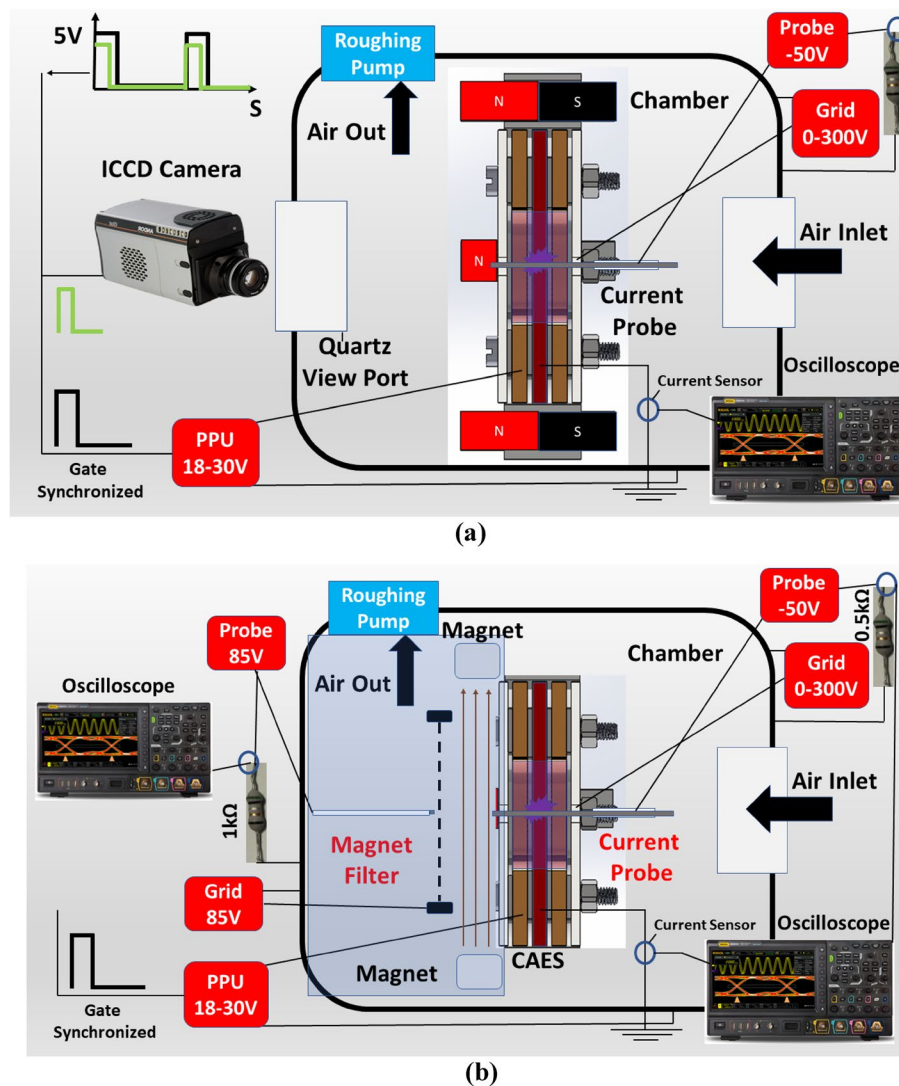 5V
S
Roughing
Pump
Air Out
N
S
Chamber
Probe
-50V
Grid
0-300V
ICCD Camera
N
Air Inlet
Current
Probe
Quartz
View Port
Oscilloscope
Current Sensor
PPU
18-30V
N
S
Gate
Synchronized
(a)
Roughing
Pump
Magnet
Air Out
Probe
-50V
0.5kΩ
Probe
85V
Chamber
Grid
0-300V
Oscilloscope
1kΩ
Air Inlet
Magnet
Filter
Current
Probe
Grid
85V
Oscilloscope
Current Sensor
CAES
PPU
18-30V
Magnet
Gate
Synchronized
(b)